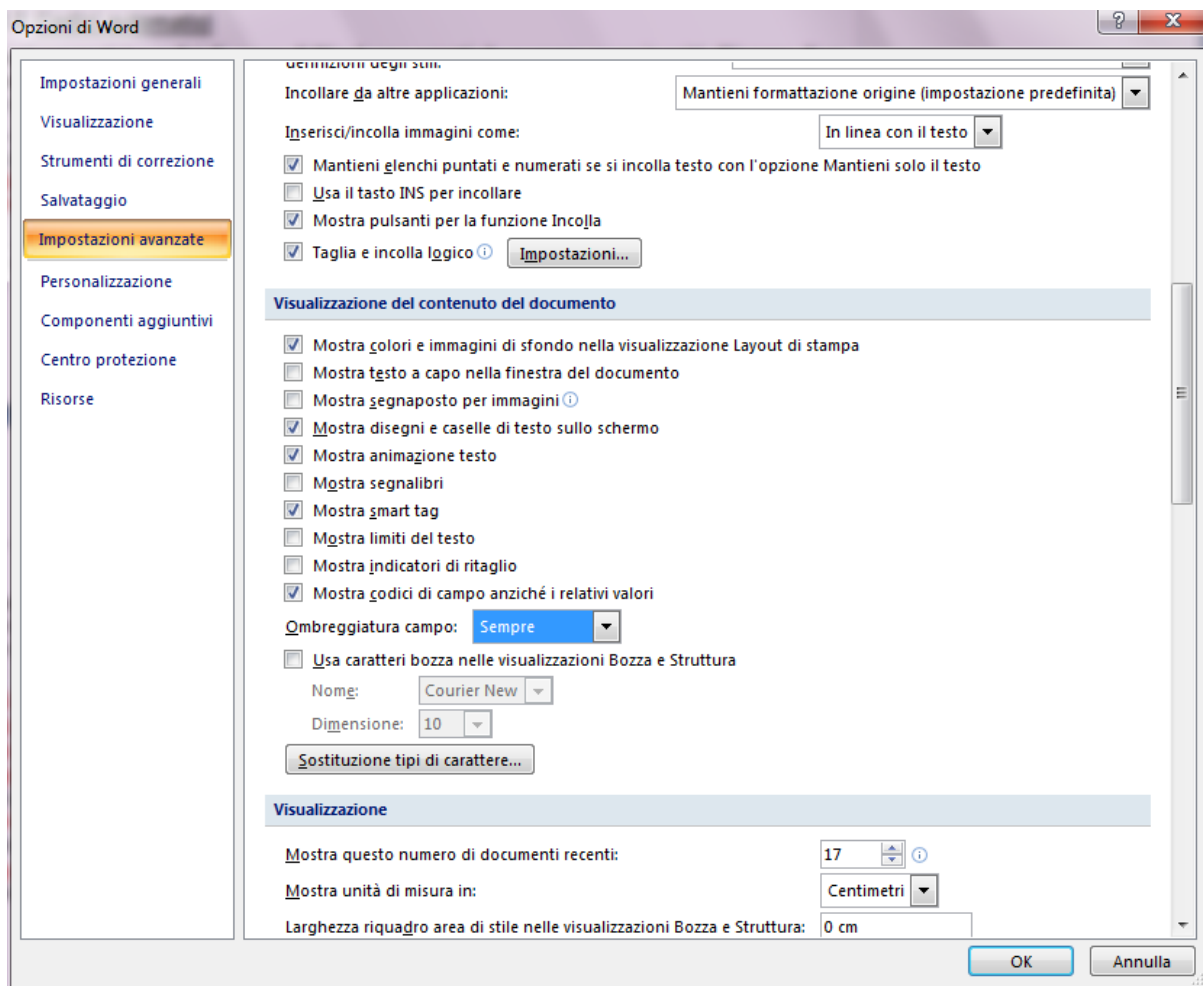 Opzioni di Word
Impostazioni generali
Visualizzazione
Strumenti di correzione
Salvataggio
Impostazioni avanzate
Personalizzazione
Componenti aggiuntivi
Centro protezione
Risorse
definizioni degli stili:
Incollare da altre applicazioni: Mantieni formattazione origine (impostazione predefinita)
Inserisci/incolla immagini come: In linea con il testo
Mantieni elenchi puntati e numerati se si incolla testo con l'opzione Mantieni solo il testo
Usa il tasto INS per incollare
Mostra pulsanti per la funzione Incolla
Taglia e incolla logico Impostazioni...
Visualizzazione del contenuto del documento
Mostra colori e immagini di sfondo nella visualizzazione Layout di stampa
Mostra testo a capo nella finestra del documento
Mostra segnaposto per immagini
Mostra disegni e caselle di testo sullo schermo
Mostra animazione testo
Mostra segnalibri
Mostra smart tag
Mostra limiti del testo
Mostra indicatori di ritaglio
Mostra codici di campo anziché i relativi valori
Ombreggiatura campo: Sempre
Usa caratteri bozza nelle visualizzazioni Bozza e Struttura
Nome: Courier New
Dimensione: 10
Sostituzione tipi di carattere...
Visualizzazione
Mostra questo numero di documenti recenti: 17
Mostra unità di misura in: Centimetri
Larghezza riquadro area di stile nelle visualizzazioni Bozza e Struttura: 0 cm
OK Annulla